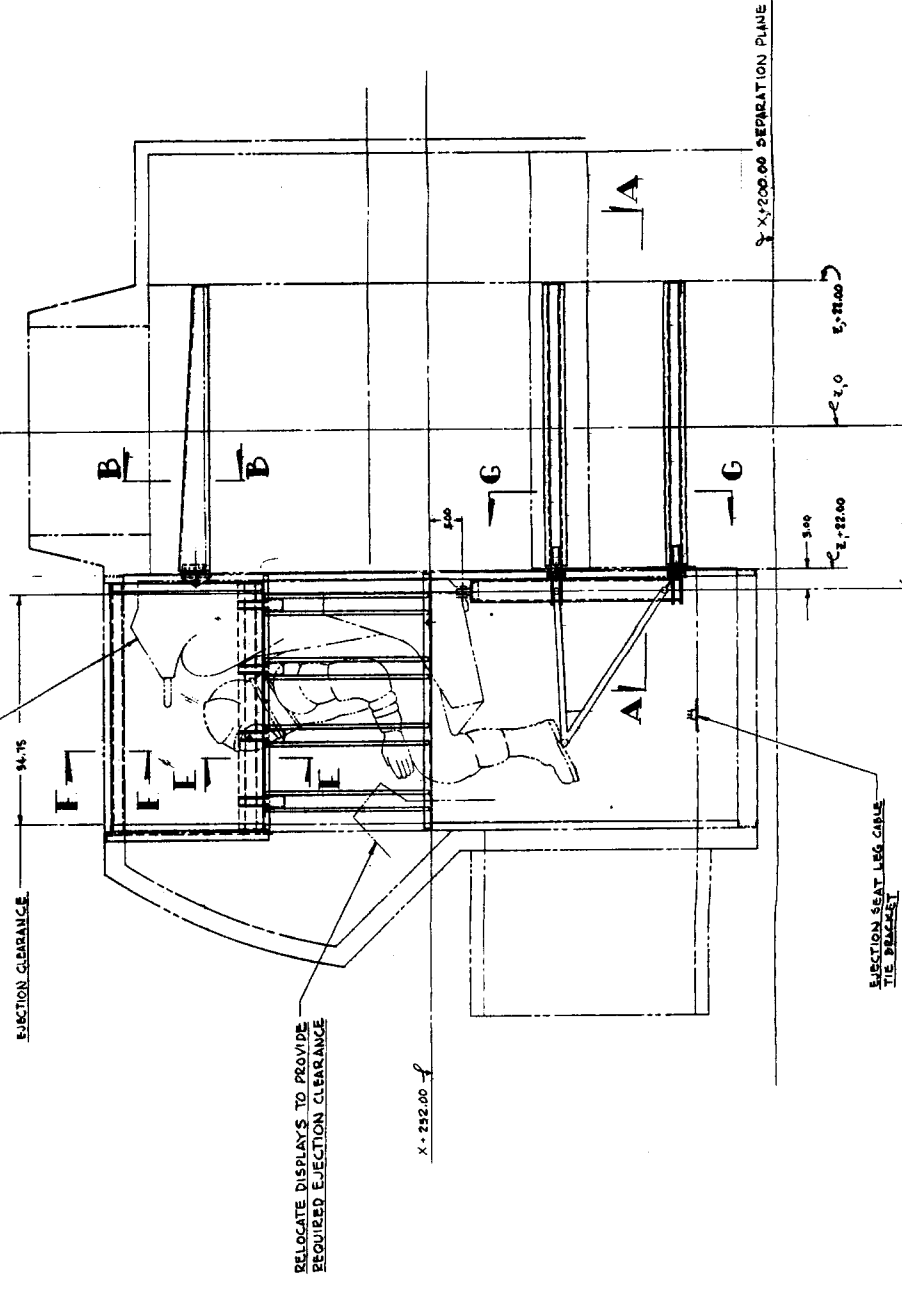 EJECTION CLEARANCE
34.75
F
F
E
E
B
B
RELOCATE DISPLAYS TO PROVIDE
REQUIRED EJECTION CLEARANCE
X + 292.00
5.00
G
G
A
A
3.00
Z,+22.00
Z,0
Z,+22.00
X,+200.00 SEPARATION PLANE
EJECTION SEAT LEG CABLE
TIE BRACKET